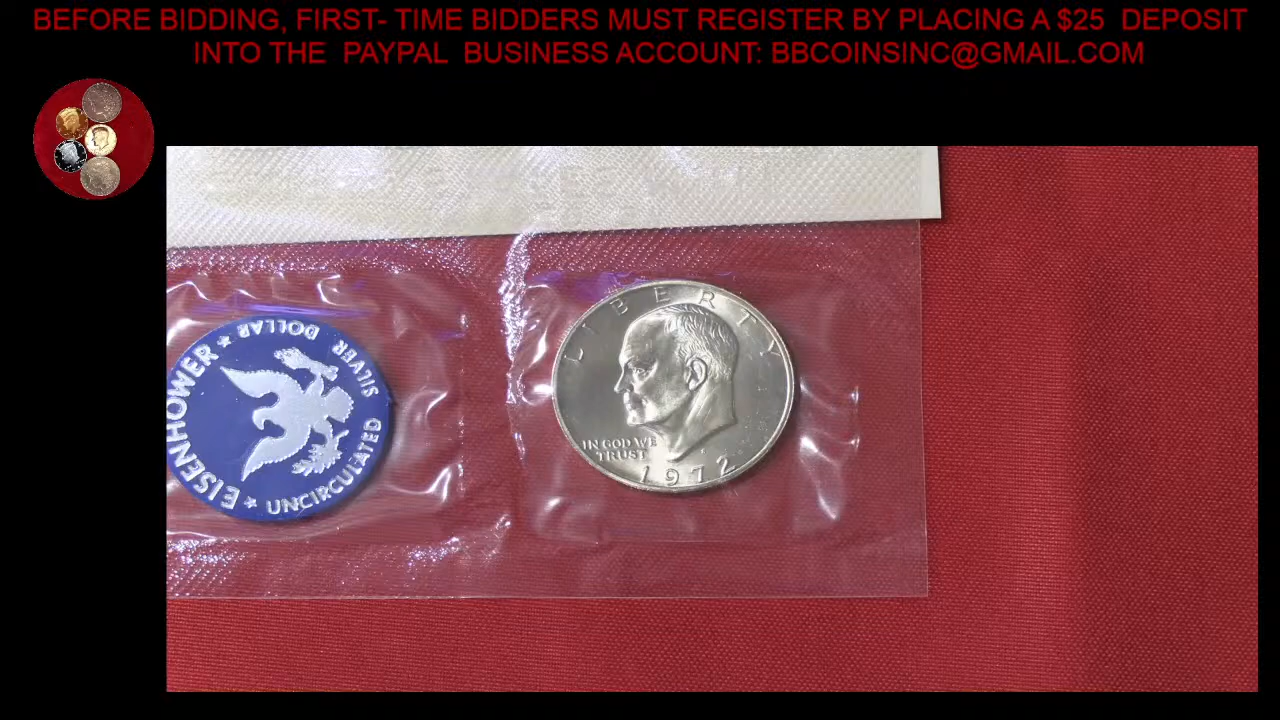 BEFORE BIDDING, FIRST- TIME BIDDERS MUST REGISTER BY PLACING A $25 DEPOSIT
INTO THE PAYPAL BUSINESS ACCOUNT: BBCOINSINC@GMAIL.COM
EISENHOWER ★ DOLLAR
SILVER
★ UNCIRCULATED
LIBERTY
IN GOD WE
TRUST
1972